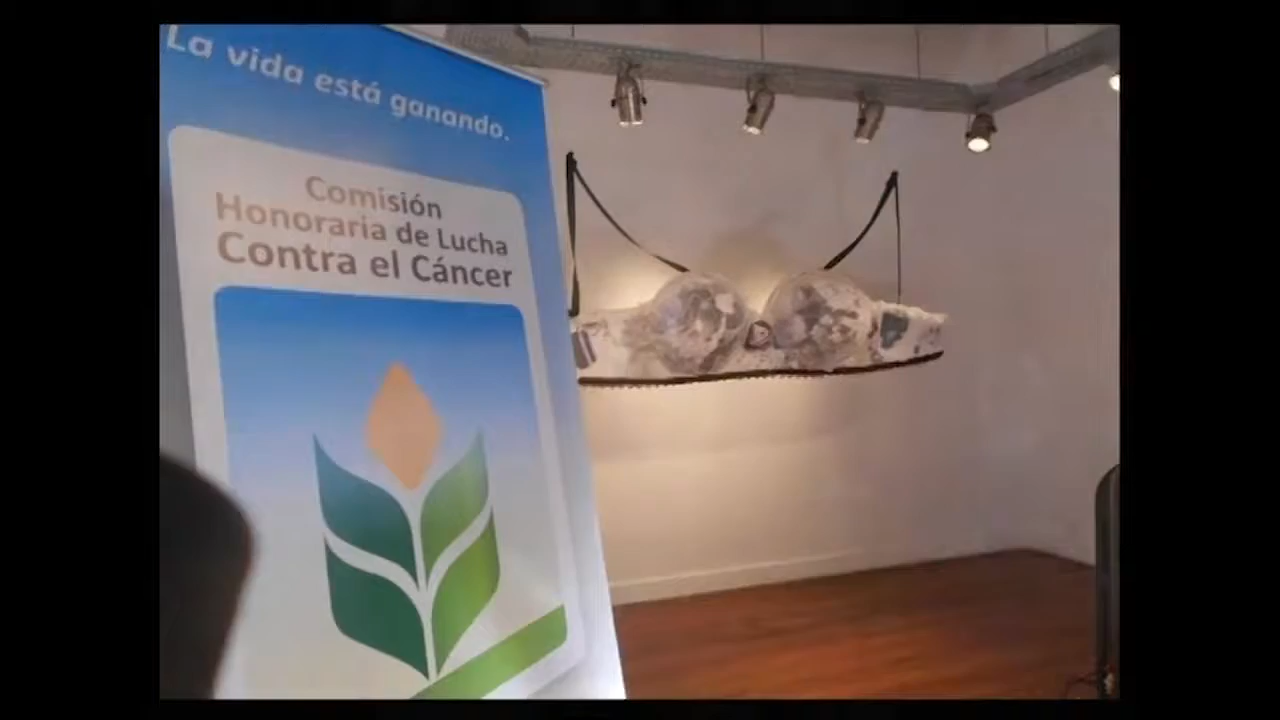 La vida está ganando.
Comisión
Honoraria de Lucha
Contra el Cáncer